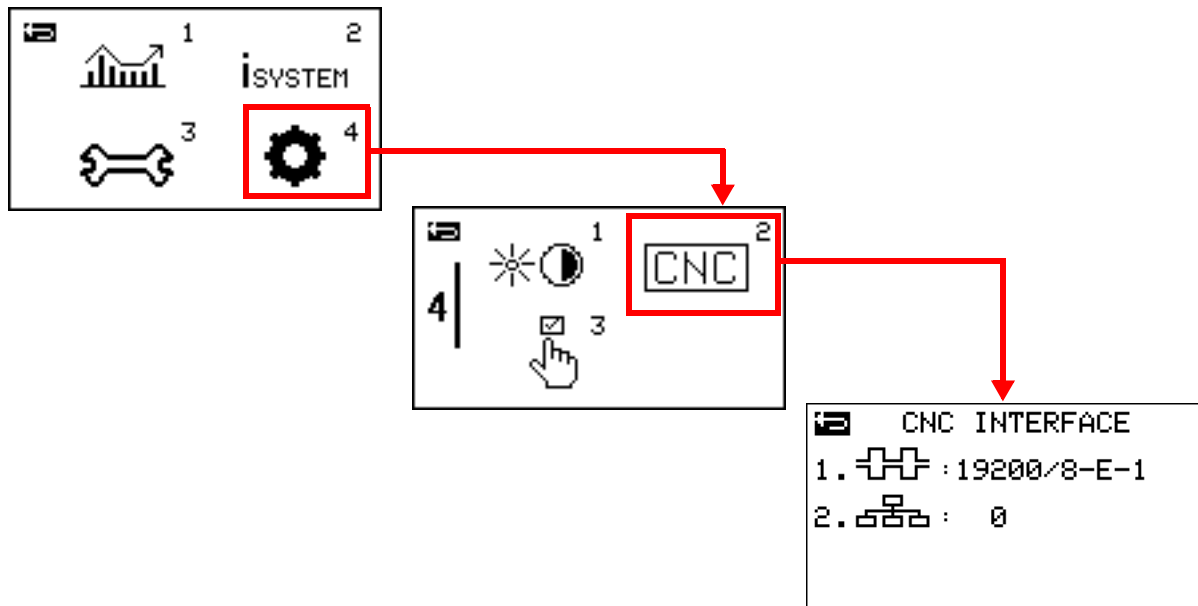 1
2
iSYSTEM
3
4
1
2
CNC
4
3
CNC INTERFACE
1. :19200/8-E-1
2. : 0